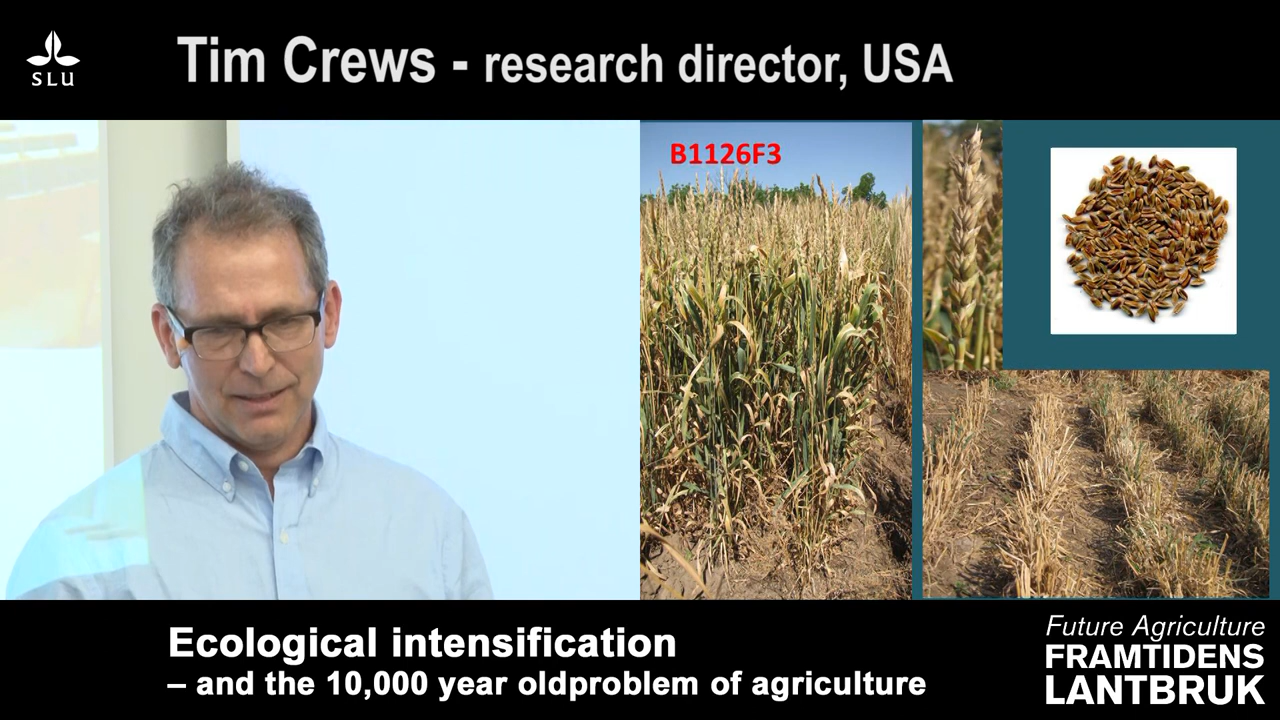 SLU
Tim Crews - research director, USA
B1126F3
Ecological intensification
– and the 10,000 year oldproblem of agriculture
Future Agriculture
FRAMTIDENS
LANTBRUK